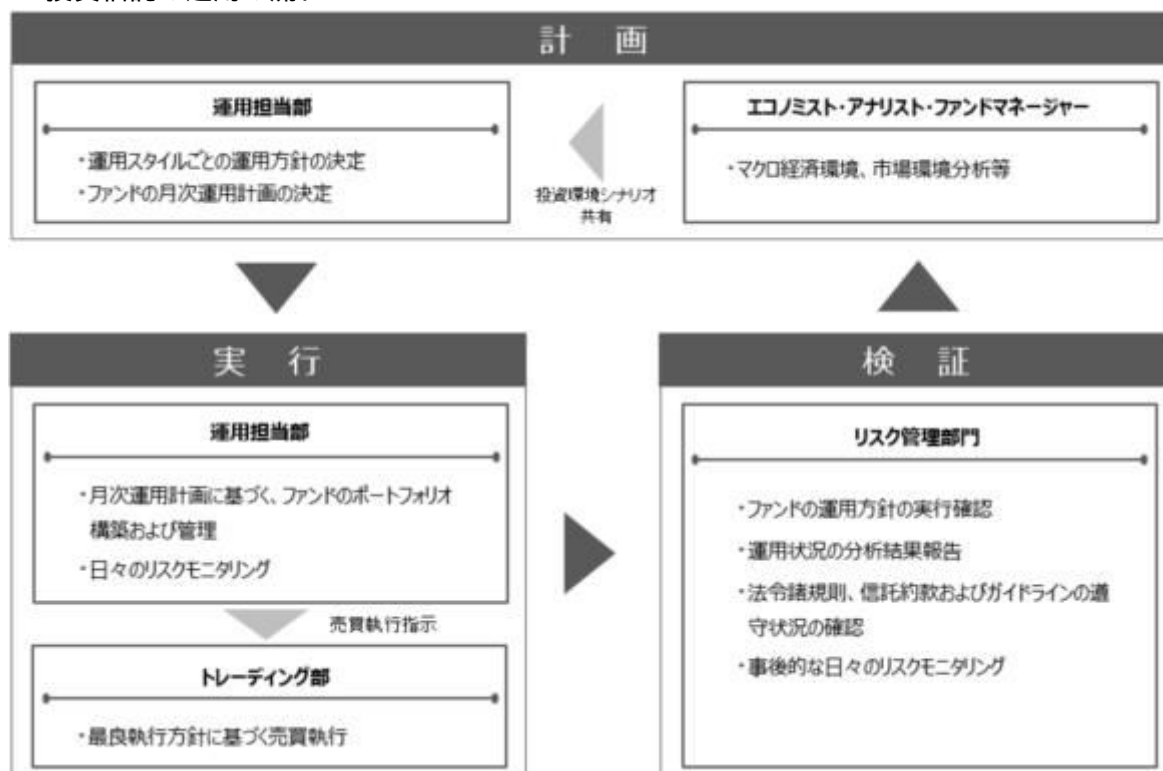 計 画
運用担当部
・運用スタイルごとの運用方針の決定
・ファンドの月次運用計画の決定
投資環境シナリオ
共有
エコノミスト・アナリスト・ファンドマネージャー
・マクロ経済環境、市場環境分析等
実 行
運用担当部
・月次運用計画に基づく、ファンドのポートフォリオ
構築および管理
・日々のリスクモニタリング
売買執行指示
トレーディング部
・最良執行方針に基づく売買執行
検 証
リスク管理部門
・ファンドの運用方針の実行確認
・運用状況の分析結果報告
・法令諸規則、信託約款およびガイドラインの遵
守状況の確認
・事後的な日々のリスクモニタリング